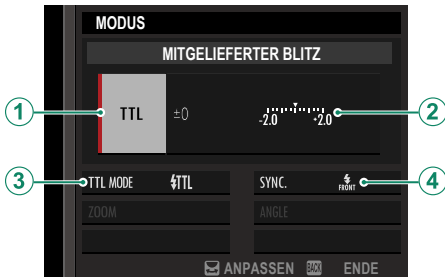 MODUS
MITGELIEFERTER BLITZ
1 TTL ±0 -2.0 +2.0 2
3 TTL MODE TTL SYNC. FRONT 4
ZOOM ANGLE
ANPASSEN BACK ENDE